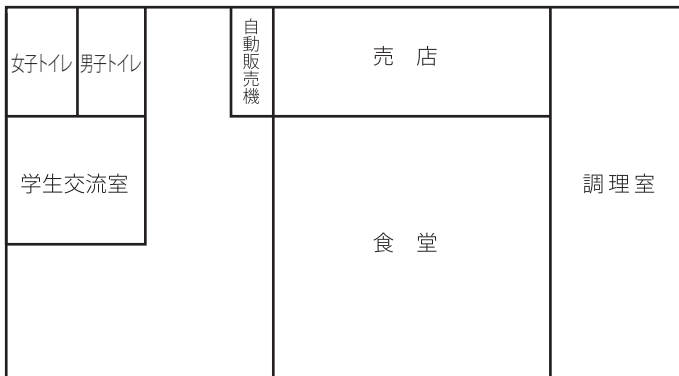 女子トイレ
男子トイレ
自動販売機
売店
学生交流室
調理室
食堂